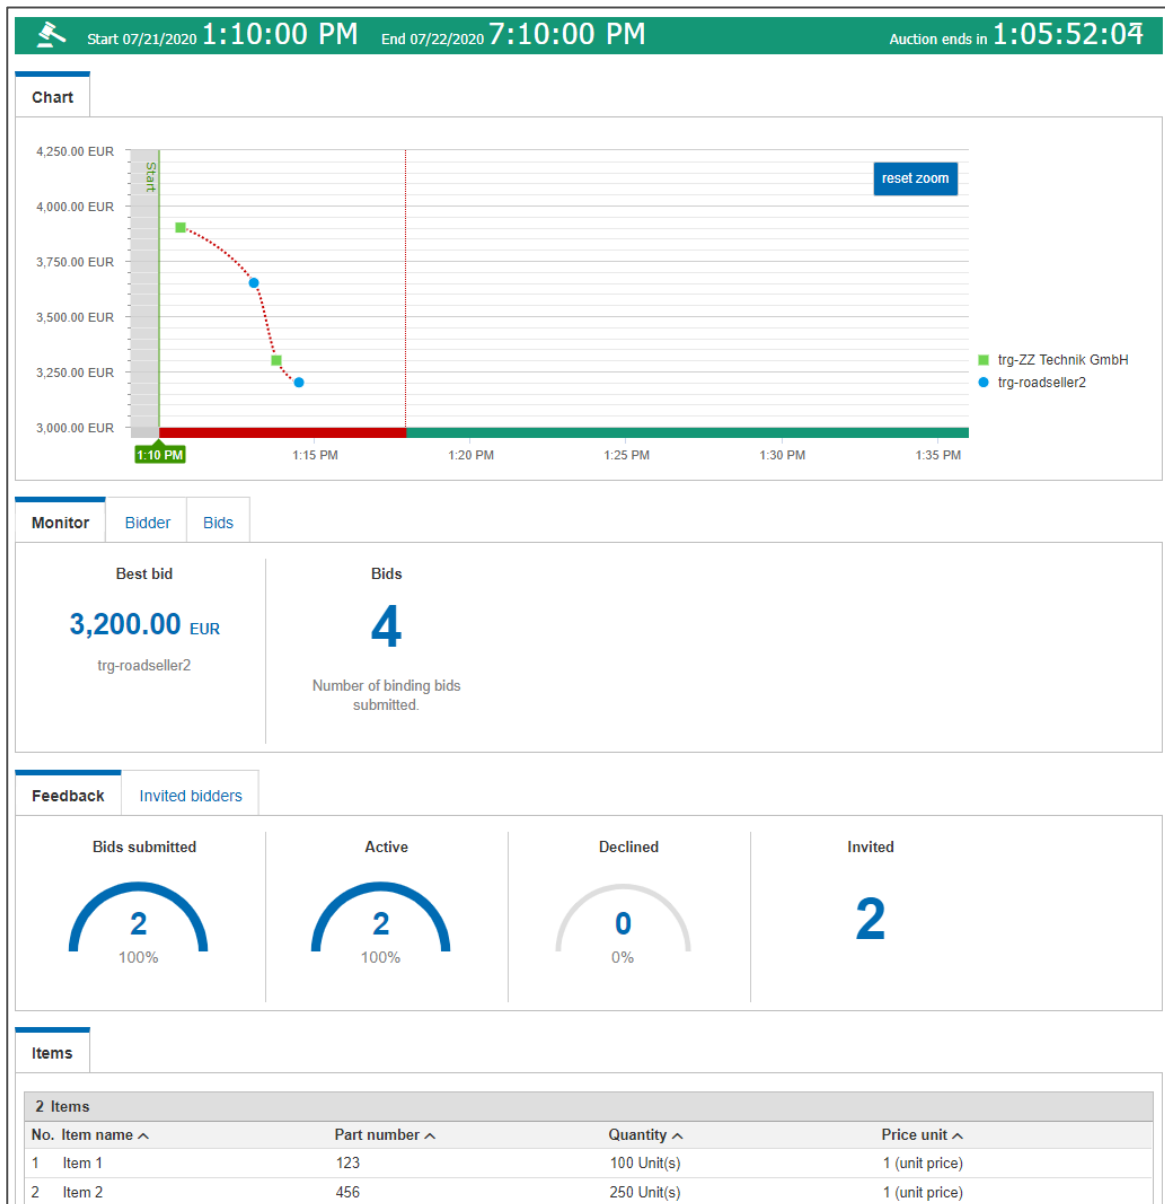 Start 07/21/2020 1:10:00 PM End 07/22/2020 7:10:00 PM Auction ends in
Chart
4,250.00 EUR
Start
reset zoom
4,000.00 EUR
3,750.00 EUR
3,500.00 EUR
3,250.00 EUR
3,000.00 EUR
trg-ZZ Technik GmbH
trg-roadseller2
1:10 PM 1:15 PM 1:20 PM 1:25 PM 1:30 PM 1:35 PM
Monitor Bidder Bids
Best bid Bids
3,200.00 EUR 4
trg-roadseller2
Number of binding bids
submitted.
Feedback Invited bidders
Bids submitted Active Declined Invited
2 2 0 2
100% 100% 0%
Items
2 Items
No. Item name Part number Quantity Price unit
1 Item 1 123 100 Unit(s) 1 (unit price)
2 Item 2 456 250 Unit(s) 1 (unit price)